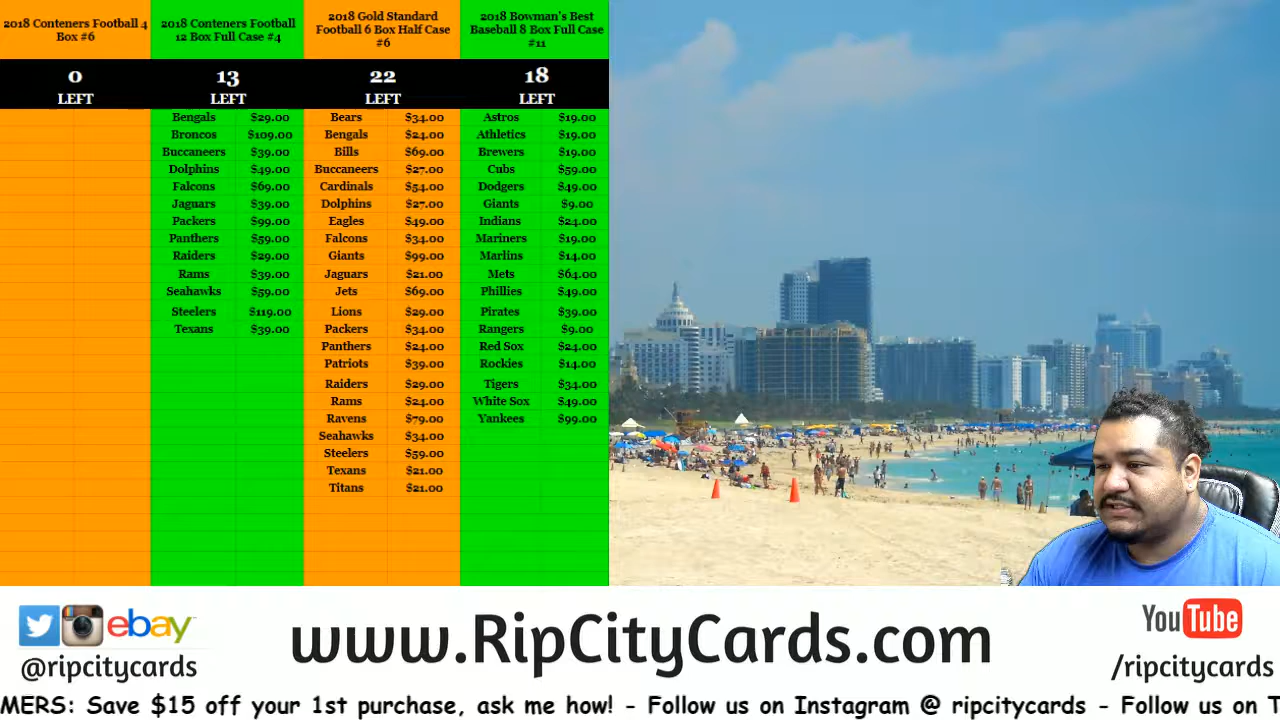 2018 Conteners Football 4
Box #6
0
LEFT
2018 Conteners Football
12 Box Full Case #4
13
LEFT
Bengals $29.00
Broncos $109.00
Buccaneers $39.00
Dolphins $49.00
Falcons $69.00
Jaguars $39.00
Packers $99.00
Panthers $59.00
Raiders $29.00
Rams $39.00
Seahawks $59.00
Steelers $119.00
Texans $39.00
2018 Gold Standard
Football 6 Box Half Case
#6
22
LEFT
Bears $34.00
Bengals $24.00
Bills $69.00
Buccaneers $27.00
Cardinals $54.00
Dolphins $27.00
Eagles $49.00
Falcons $34.00
Giants $99.00
Jaguars $21.00
Jets $69.00
Lions $29.00
Packers $34.00
Panthers $24.00
Patriots $39.00
Raiders $29.00
Rams $24.00
Ravens $79.00
Seahawks $34.00
Steelers $59.00
Texans $21.00
Titans $21.00
2018 Bowman's Best
Baseball 8 Box Full Case
#11
18
LEFT
Astros $19.00
Athletics $19.00
Brewers $19.00
Cubs $59.00
Dodgers $49.00
Giants $9.00
Indians $24.00
Mariners $19.00
Marlins $14.00
Mets $64.00
Phillies $49.00
Pirates $39.00
Rangers $9.00
Red Sox $24.00
Rockies $14.00
Tigers $34.00
White Sox $49.00
Yankees $99.00
ebay
@ripcitycards
www.RipCityCards.com
YouTube
/ripcitycards
MERS: Save $15 off your 1st purchase, ask me how! - Follow us on Instagram @ ripcitycards - Follow us on T